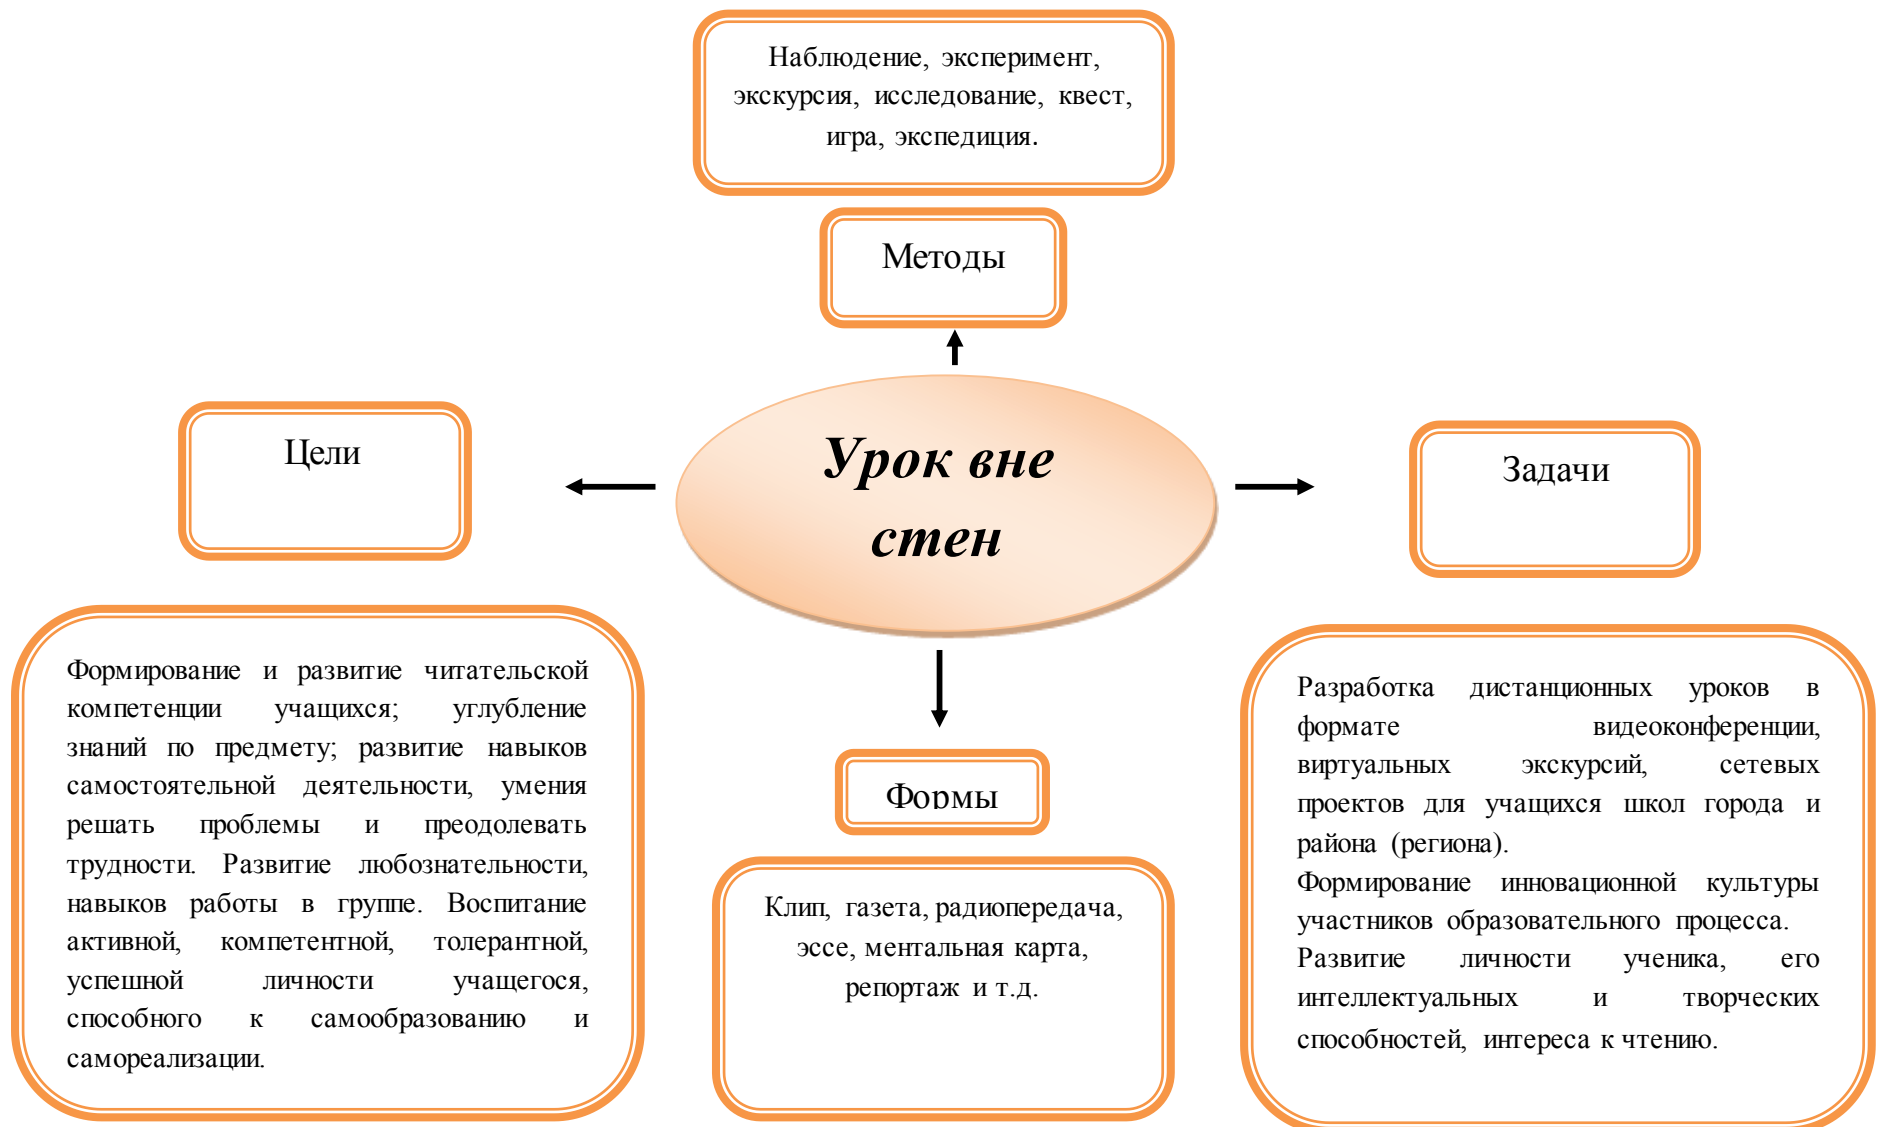 Наблюдение, эксперимент,
экскурсия, исследование, квест,
игра, экспедиция.
Методы
Урок вне
стен
Цели
Формирование и развитие читательской
компетенции учащихся; углубление
знаний по предмету; развитие навыков
самостоятельной деятельности, умения
решать проблемы и преодолевать
трудности. Развитие любознательности,
навыков работы в группе. Воспитание
активной, компетентной, толерантной,
успешной личности учащегося,
способного к самообразованию и
самореализации.
Формы
Клип, газета, радиопередача,
эссе, ментальная карта,
репортаж и т.д.
Задачи
Разработка дистанционных уроков в
формате видеоконференции,
виртуальных экскурсий, сетевых
проектов для учащихся школ города и
района (региона).
Формирование инновационной культуры
участников образовательного процесса.
Развитие личности ученика, его
интеллектуальных и творческих
способностей, интереса к чтению.